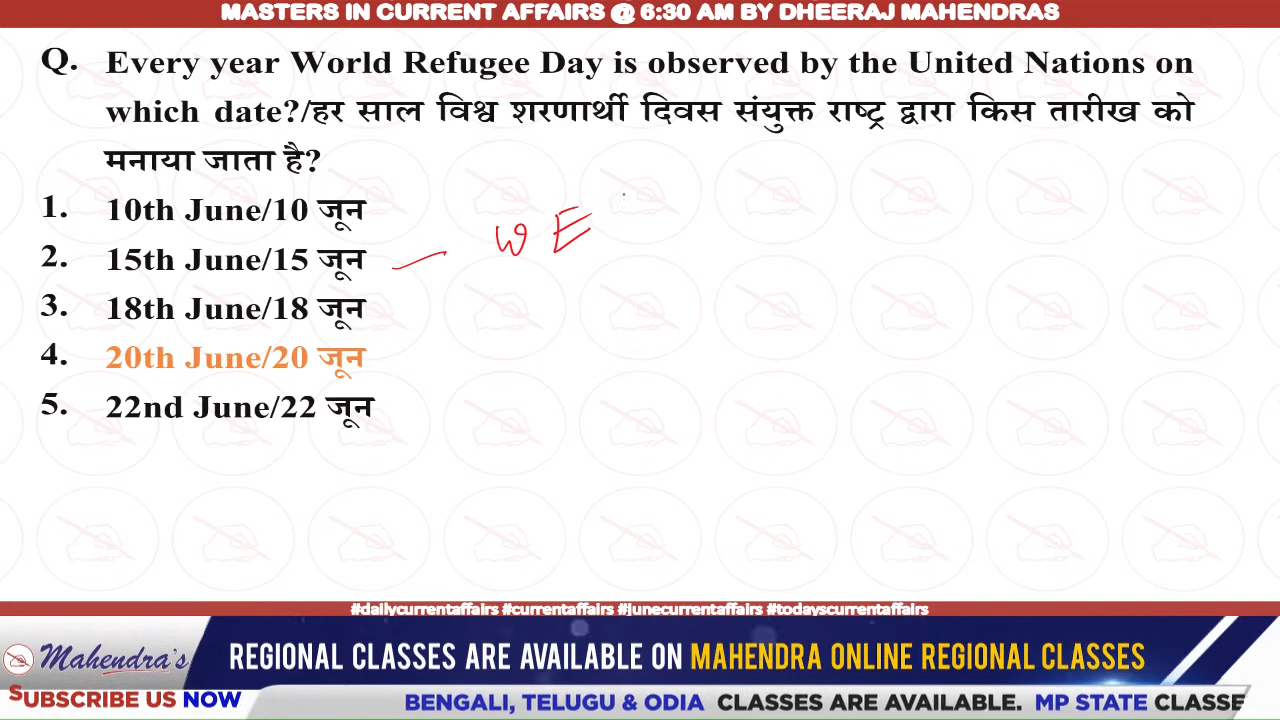 MASTERS IN CURRENT AFFAIRS @ 6:30 AM BY DHEERAJ MAHENDRAS
Q. Every year World Refugee Day is observed by the United Nations on
which date?/हर साल विश्व शरणार्थी दिवस संयुक्त राष्ट्र द्वारा किस तारीख को
मनाया जाता है?
1. 10th June/10 जून
2. 15th June/15 जून W E
3. 18th June/18 जून
4. 20th June/20 जून
5. 22nd June/22 जून
#dailycurrentaffairs #currentaffairs #junecurrentaffairs #todayscurrentaffairs
Mahendra's REGIONAL CLASSES ARE AVAILABLE ON MAHENDRA ONLINE REGIONAL CLASSES
SUBSCRIBE US NOW BENGALI, TELUGU & ODIA CLASSES ARE AVAILABLE. MP STATE CLASSE